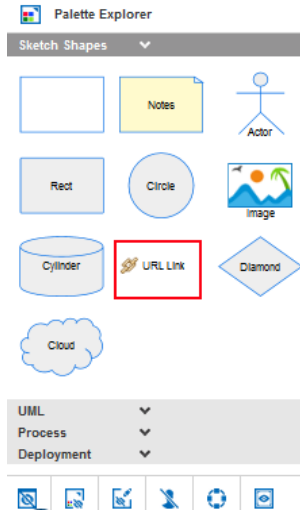 Palette Explorer
Sketch Shapes
Notes
Actor
Rect
Circle
Image
Cylinder
URL Link
Diamond
Cloud
UML
Process
Deployment